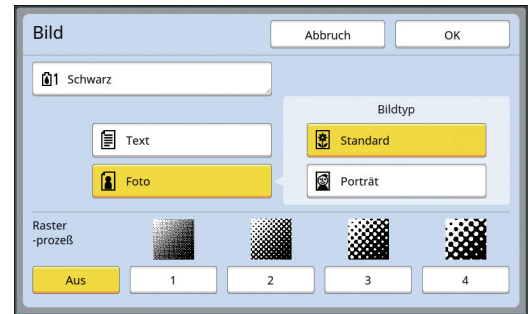 Bild
Abbruch
OK
1 Schwarz
Bildtyp
Text
Standard
Foto
Porträt
Raster
-prozeß
Aus
1
2
3
4